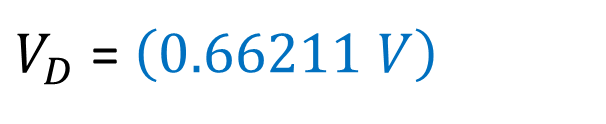 V_D = (0.66211 V)